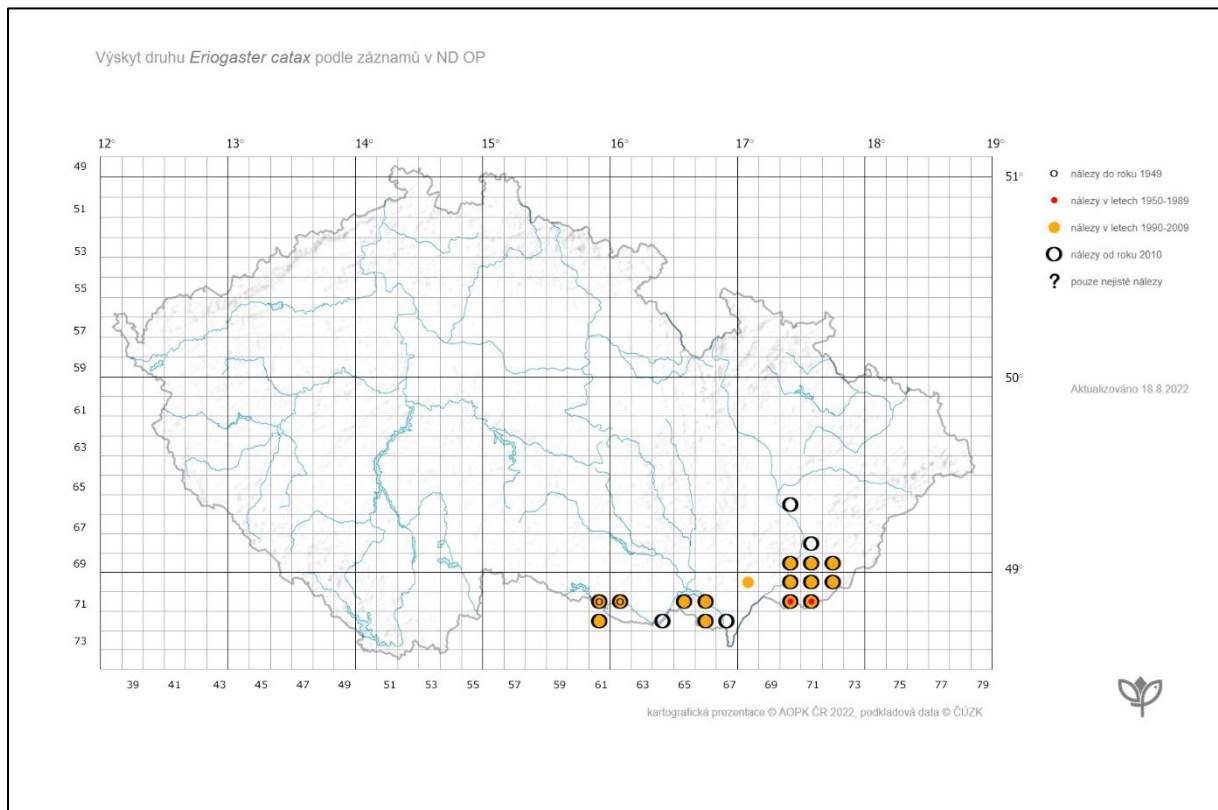 Výskyt druhu Eriogaster catax podle záznamů v ND OP
12° 13° 14° 15° 16° 17° 18° 19°
49
51°
nálezy do roku 1949
51
nálezy v letech 1950-1989
53
nálezy v letech 1990-2009
nálezy od roku 2010
55
? pouze nejisté nálezy
57
59
50°
Aktualizováno 18.8.2022
61
63
65
67
69
49°
71
73
39 41 43 45 47 49 51 53 55 57 59 61 63 65 67 69 71 73 75 77 79
kartografická prezentace © AOPK ČR 2022, podkladová data © ČÚZK